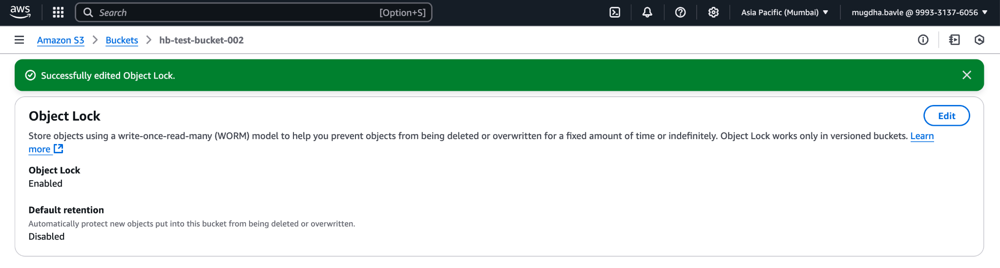 aws
Search [Option+S] Asia Pacific (Mumbai) mugdha.bavle @ 9993-3137-6056
Amazon S3 Buckets hb-test-bucket-002
Successfully edited Object Lock.
Object Lock
Edit
Store objects using a write-once-read-many (WORM) model to help you prevent objects from being deleted or overwritten for a fixed amount of time or indefinitely. Object Lock works only in versioned buckets. Learn
more
Object Lock
Enabled
Default retention
Automatically protect new objects put into this bucket from being deleted or overwritten.
Disabled